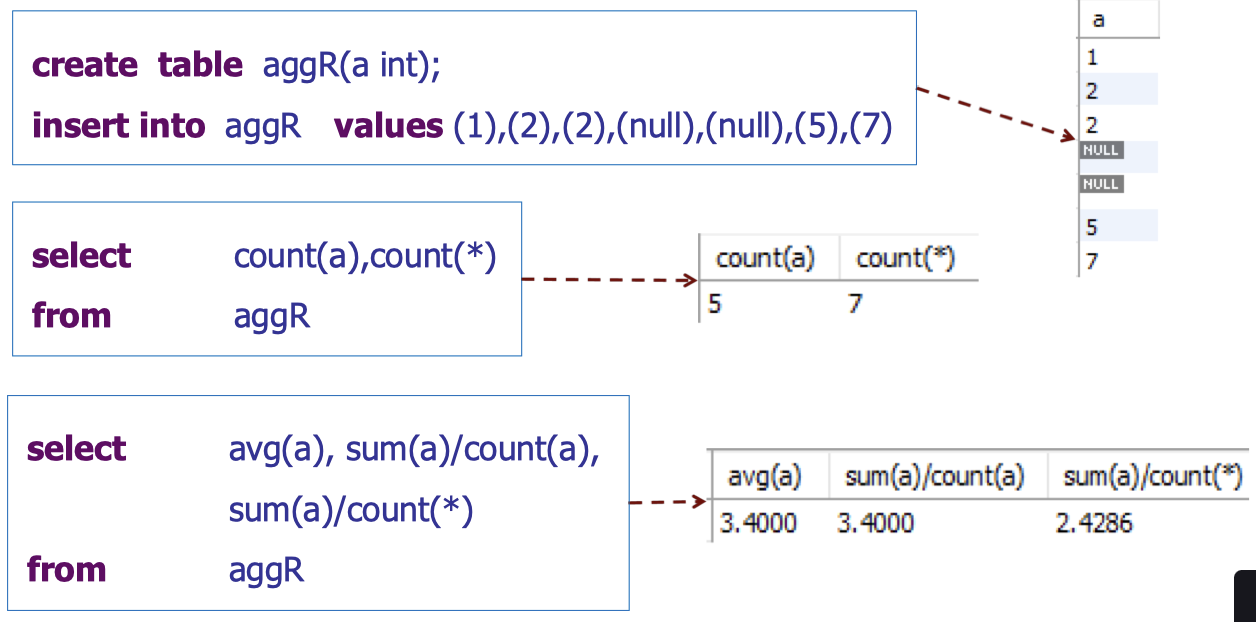 create table aggR(a int);
insert into aggR values (1),(2),(2),(null),(null),(5),(7)
a
1
2
2
NULL
NULL
5
7
select count(a),count(*)
from aggR
count(a) count(*)
5 7
select avg(a), sum(a)/count(a),
sum(a)/count(*)
from aggR
avg(a) sum(a)/count(a) sum(a)/count(*)
3.4000 3.4000 2.4286